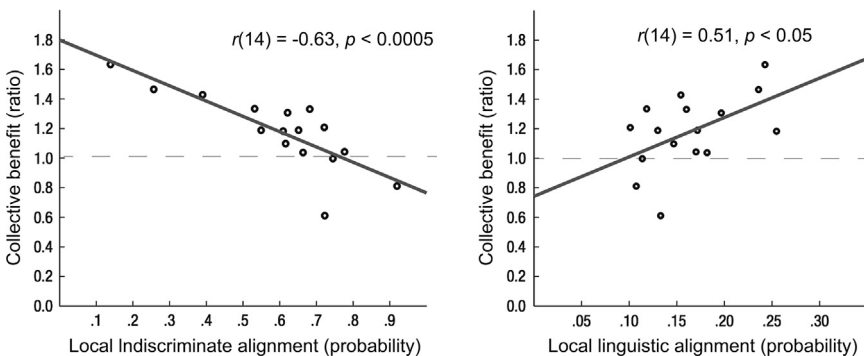 r(14) = -0.63, p < 0.0005
Collective benefit (ratio)
1.8
1.6
1.4
1.2
1.0
0.8
0.6
0.4
0.2
0.0
.1 .2 .3 .4 .5 .6 .7 .8 .9
Local Indiscriminate alignment (probability)
r(14) = 0.51, p < 0.05
Collective benefit (ratio)
1.8
1.6
1.4
1.2
1.0
0.8
0.6
0.4
0.2
0.0
.05 .10 .15 .20 .25 .30
Local linguistic alignment (probability)